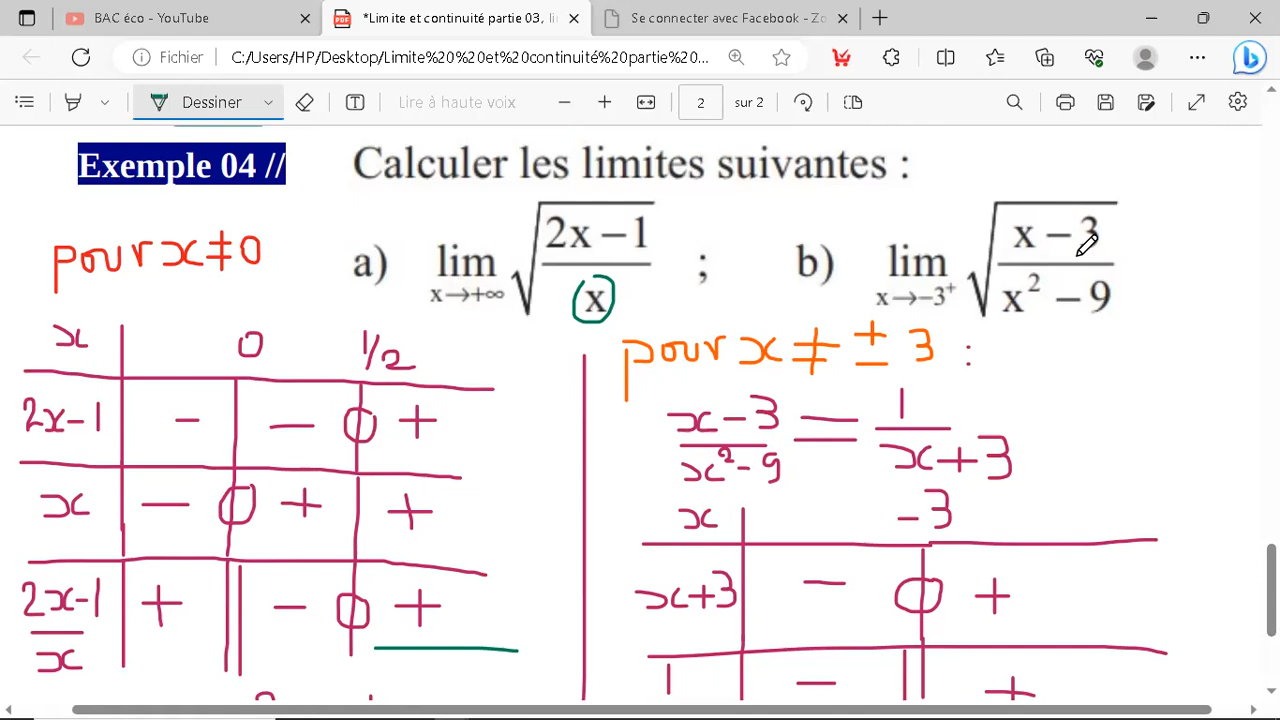 BAC éco - YouTube
*Limite et continuité partie 03, li
Se connecter avec Facebook - Zo
Fichier
C:/Users/HP/Desktop/Limite%20%20et%20continuité%20partie%20...
Dessiner
Lire à haute voix
2
sur 2
Exemple 04 //
Calculer les limites suivantes :
pour x ≠ 0
a) lim x→+∞ √((2x − 1)/x) ; b) lim x→−3⁺ √((x − 3)/(x² − 9))
pour x ≠ ± 3 :
x 0 1/2
2x-1 - - 0 +
x - 0 + +
(2x-1)/x + || - 0 +
(x-3)/(x²-9) = 1/(x+3)
x -3
x+3 - 0 +
1 - || +